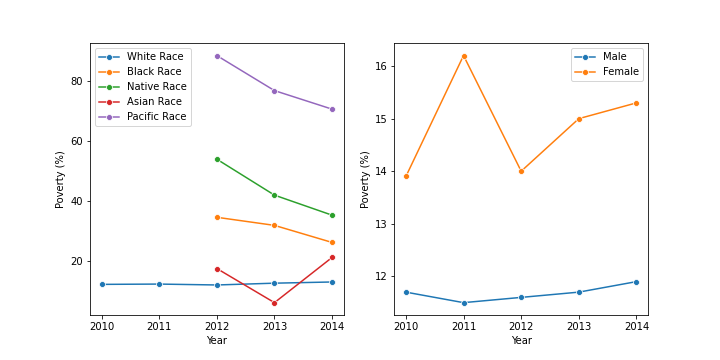 White Race
Black Race
Native Race
Asian Race
Pacific Race
80
60
40
20
Poverty (%)
2010 2011 2012 2013 2014
Year
Male
Female
16
15
14
13
12
Poverty (%)
2010 2011 2012 2013 2014
Year